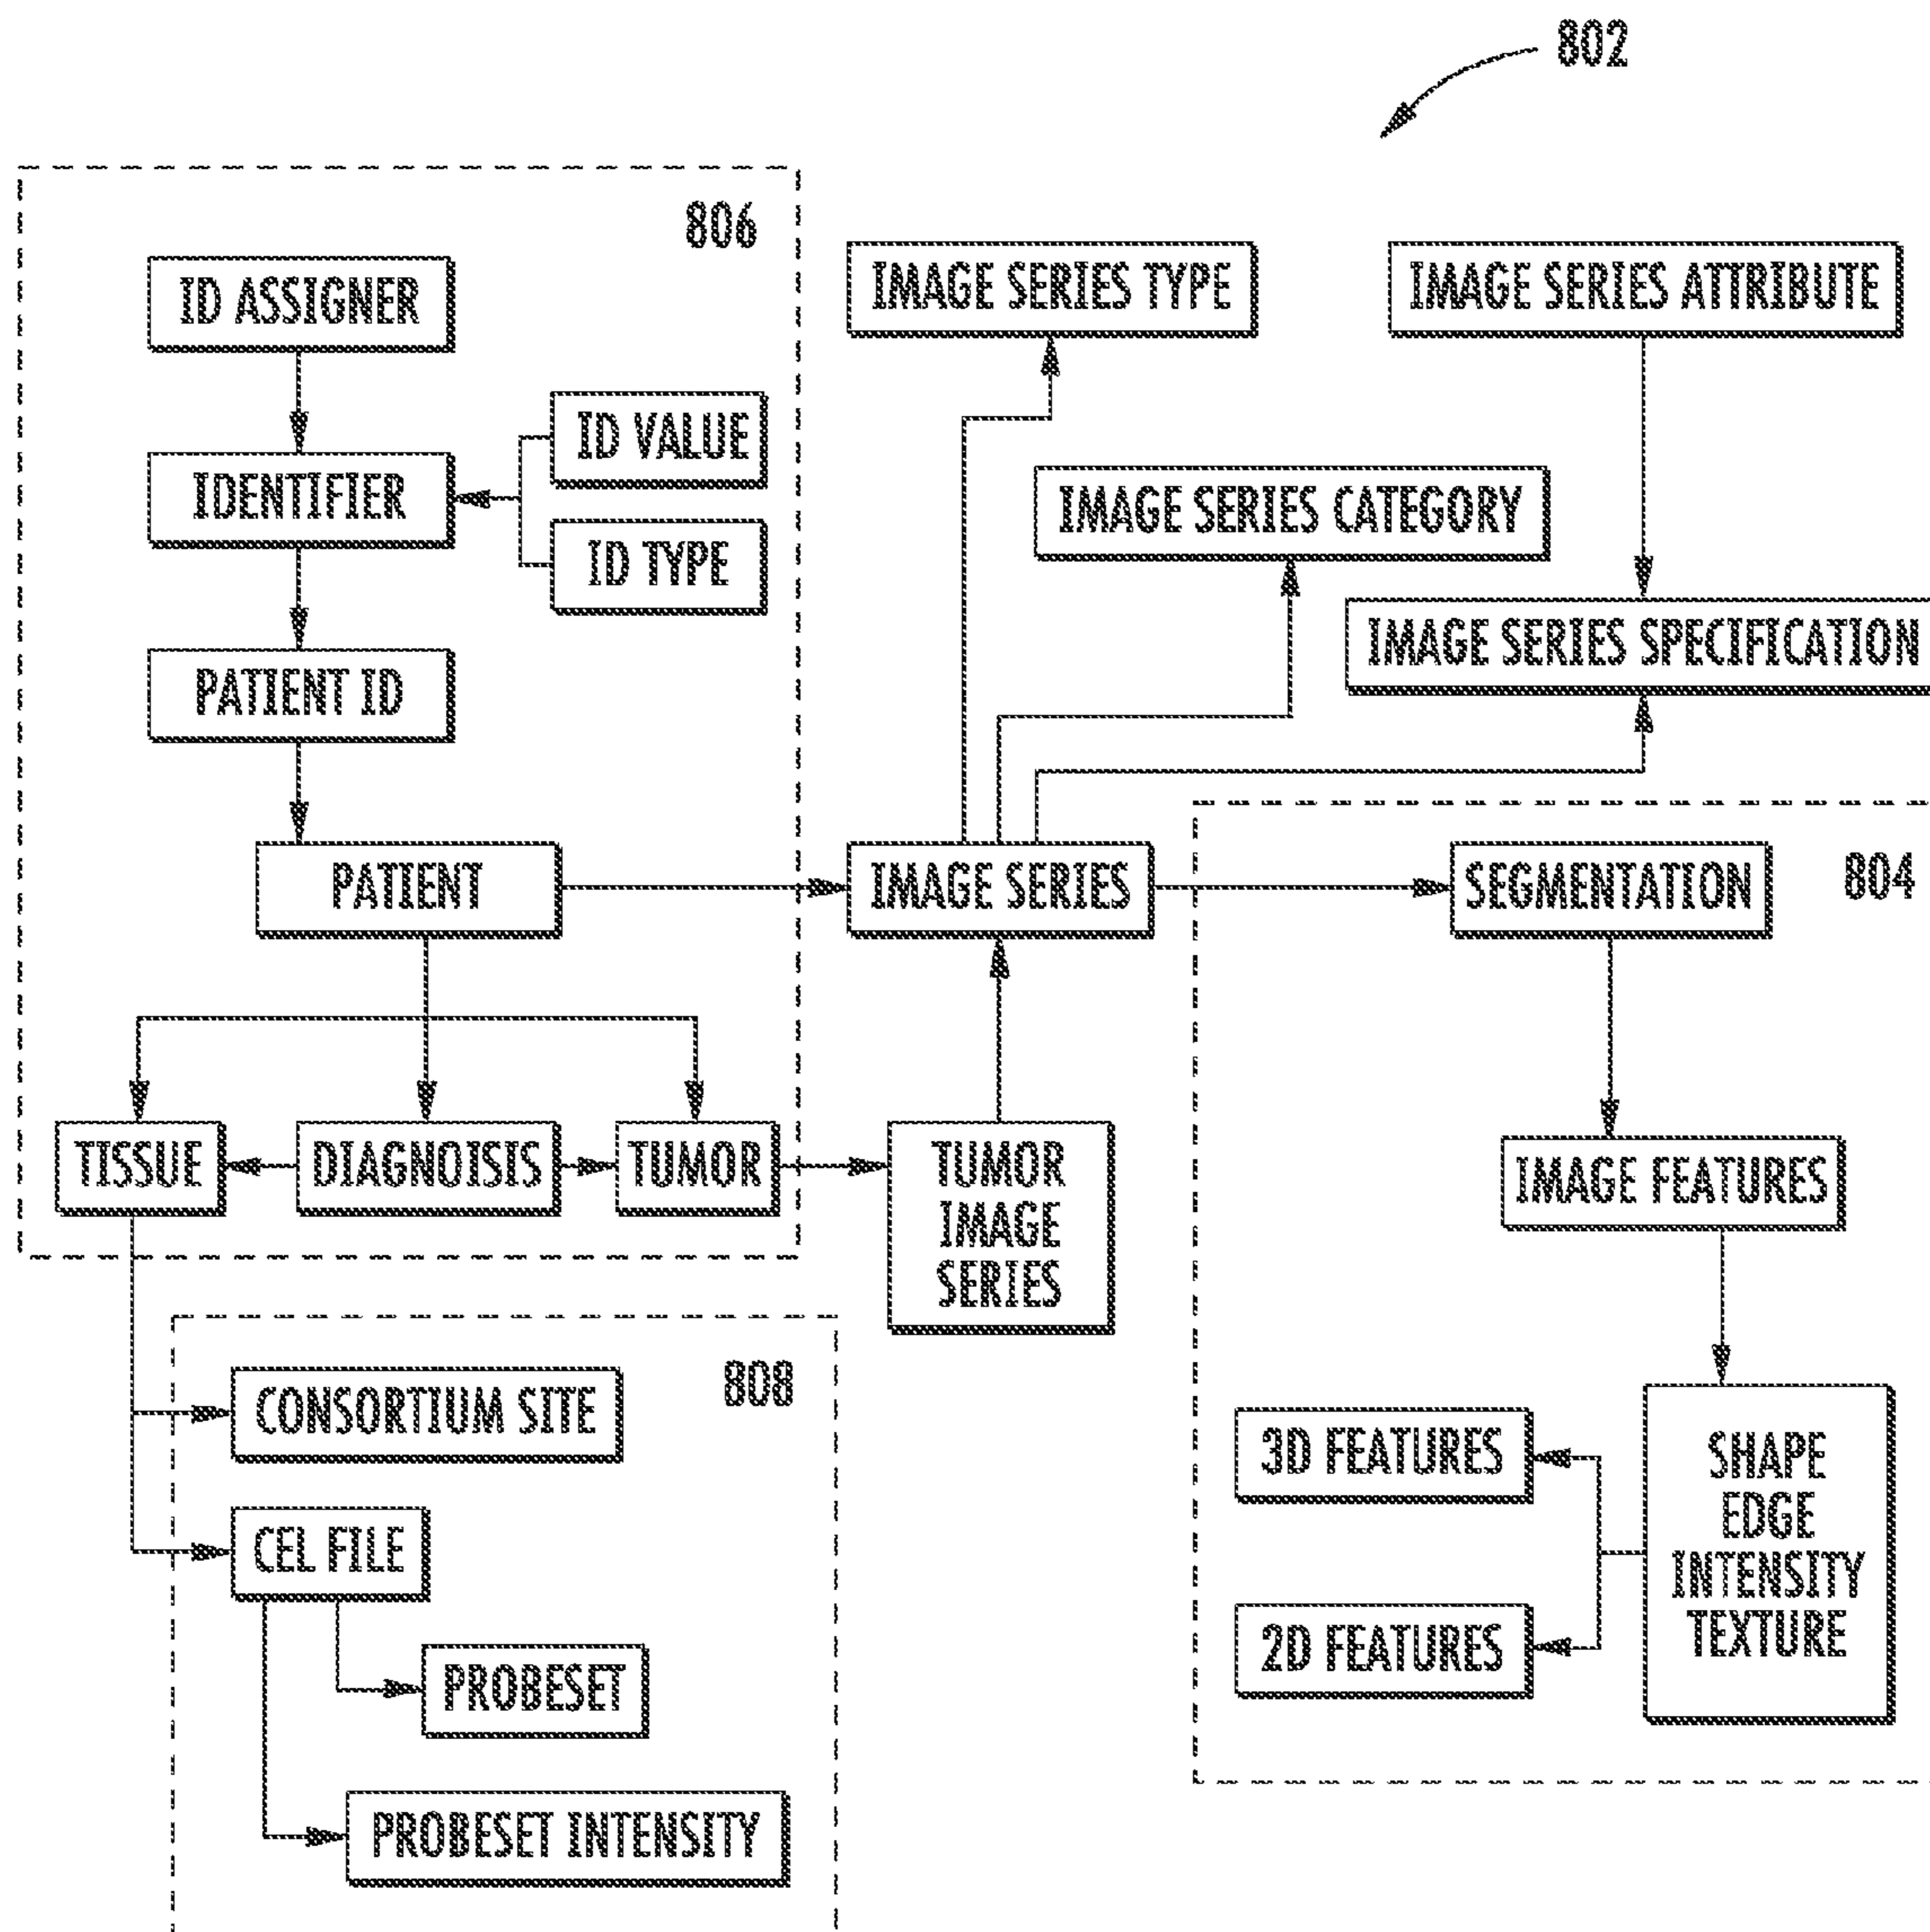 802
806
ID ASSIGNER
IMAGE SERIES TYPE
IMAGE SERIES ATTRIBUTE
ID VALUE
IDENTIFIER
IMAGE SERIES CATEGORY
ID TYPE
IMAGE SERIES SPECIFICATION
PATIENT ID
PATIENT
IMAGE SERIES
SEGMENTATION
804
TISSUE
DIAGNOISIS
TUMOR
TUMOR
IMAGE
SERIES
IMAGE FEATURES
808
CONSORTIUM SITE
3D FEATURES
SHAPE
EDGE
INTENSITY
TEXTURE
CEL FILE
2D FEATURES
PROBESET
PROBESET INTENSITY